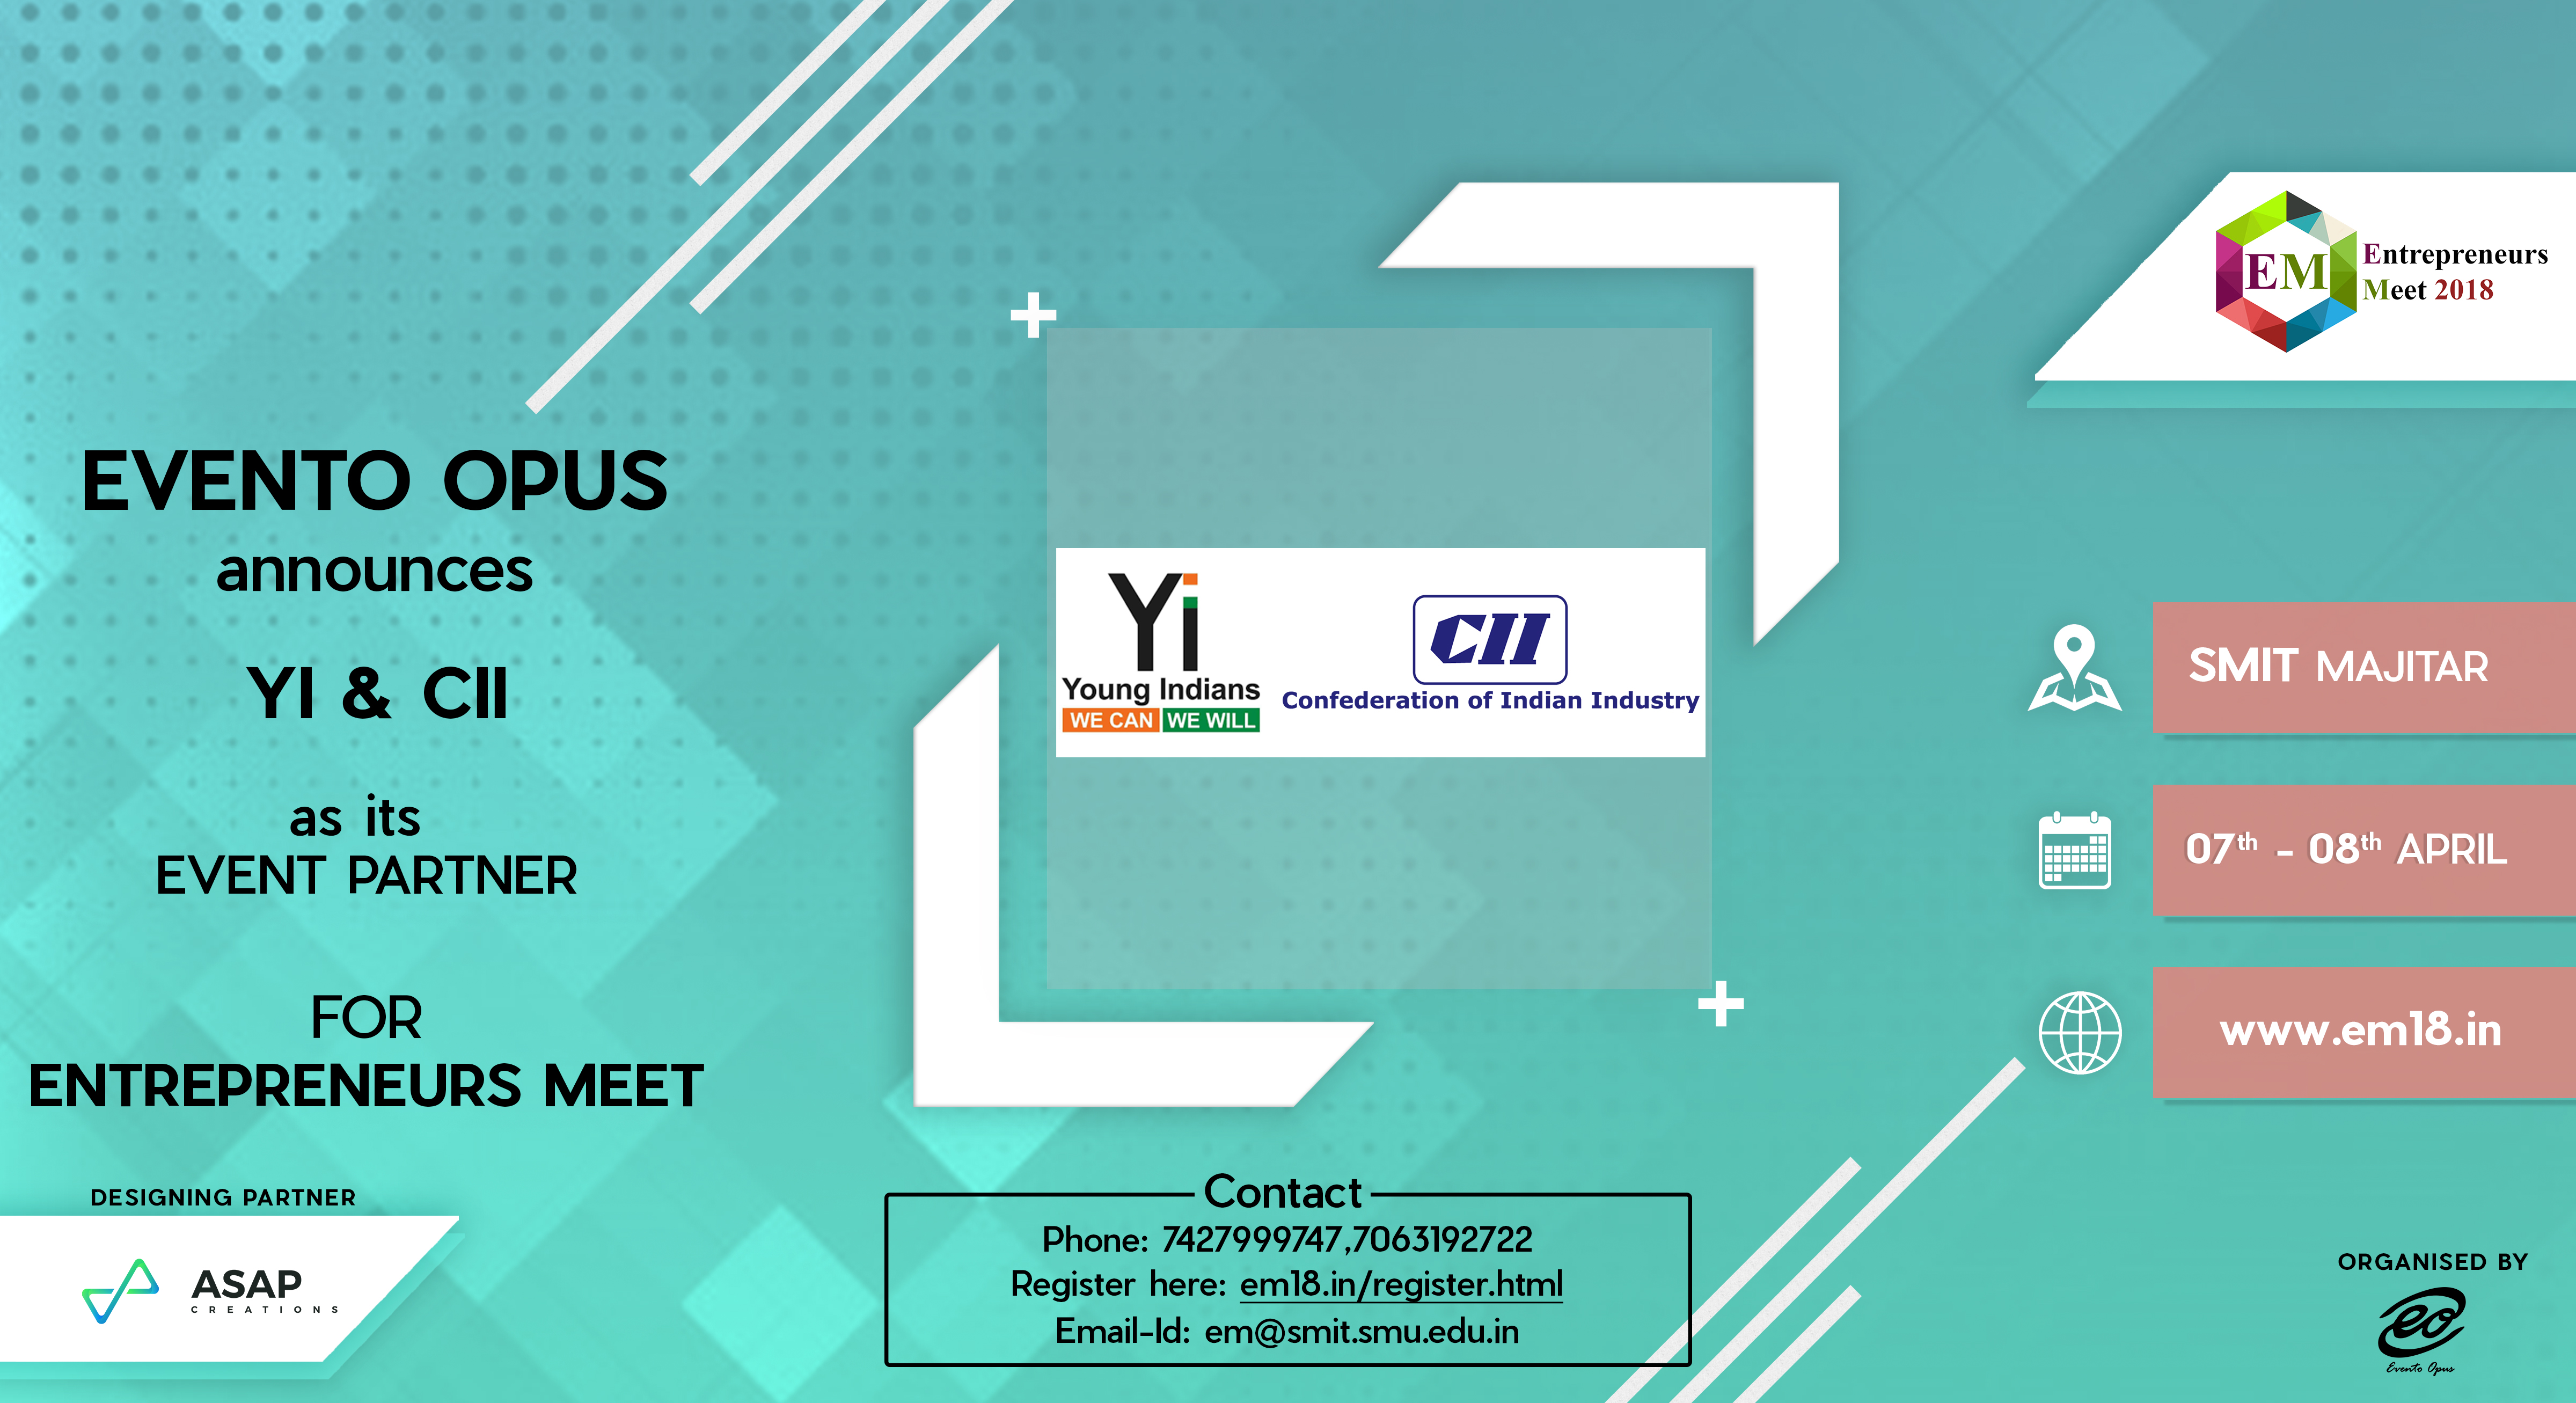 EVENTO OPUS
announces
YI & CII
as its
EVENT PARTNER
FOR
ENTREPRENEURS MEET
DESIGNING PARTNER
ASAP
CREATIONS
Yi
Young Indians
WE CAN WE WILL
CII
Confederation of Indian Industry
Contact
Phone: 7427999747,7063192722
Register here: em18.in/register.html
Email-Id: em@smit.smu.edu.in
EM
Entrepreneurs
Meet 2018
SMIT MAJITAR
07th - 08th APRIL
www.em18.in
ORGANISED BY
eo
Evento Opus